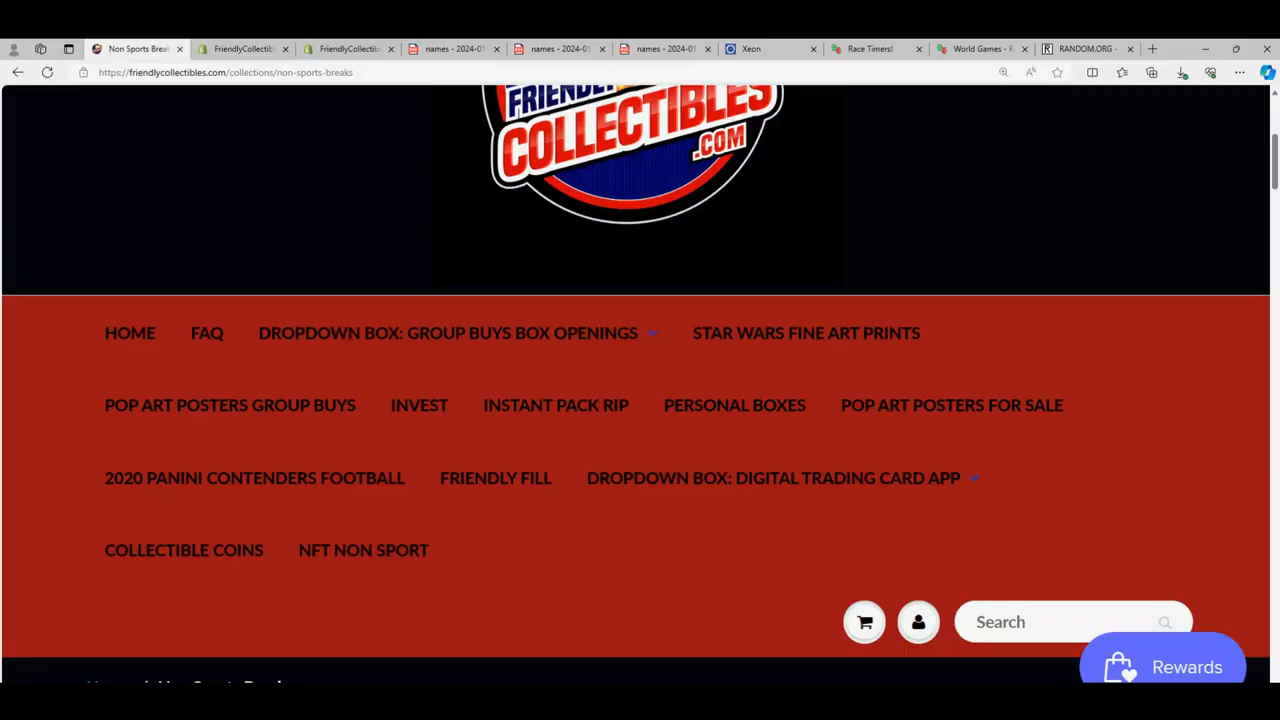 Non Sports Brea
FriendlyCollectibl
FriendlyCollectibl
names - 2024-01
names - 2024-01
names - 2024-01
Xeon
Race Timers!
World Games - R
RANDOM.ORG -
https://friendlycollectibles.com/collections/non-sports-breaks
FRIENDLY
COLLECTIBLES
.COM
HOME FAQ DROPDOWN BOX: GROUP BUYS BOX OPENINGS STAR WARS FINE ART PRINTS
POP ART POSTERS GROUP BUYS INVEST INSTANT PACK RIP PERSONAL BOXES POP ART POSTERS FOR SALE
2020 PANINI CONTENDERS FOOTBALL FRIENDLY FILL DROPDOWN BOX: DIGITAL TRADING CARD APP
COLLECTIBLE COINS NFT NON SPORT
Search
Rewards